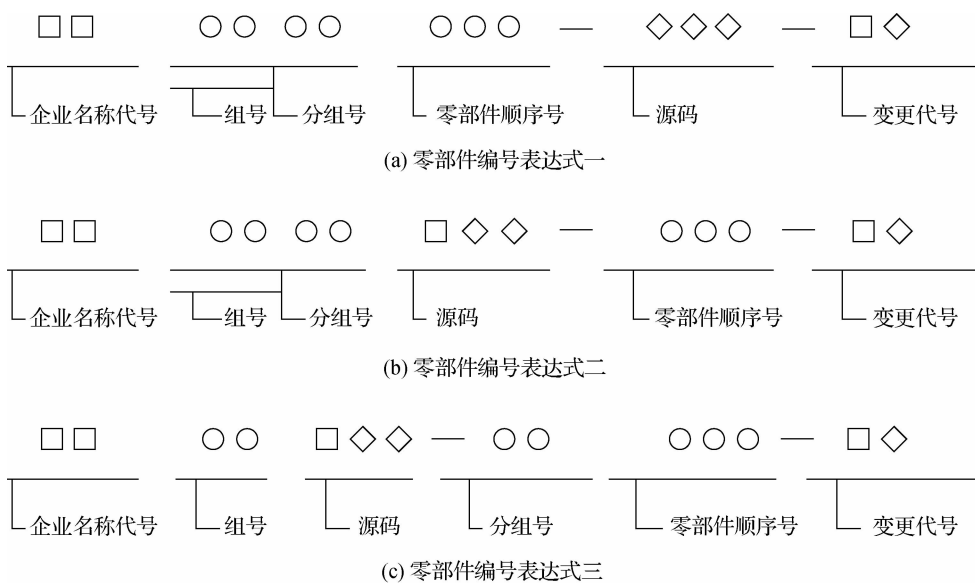 □□ ○○ ○○ ○○○ — ◇◇◇ — □◇
企业名称代号 组号 分组号 零部件顺序号 源码 变更代号
(a) 零部件编号表达式一
□□ ○○ ○○ □◇◇ — ○○○ — □◇
企业名称代号 组号 分组号 源码 零部件顺序号 变更代号
(b) 零部件编号表达式二
□□ ○○ □◇◇ — ○○ ○○○ — □◇
企业名称代号 组号 源码 分组号 零部件顺序号 变更代号
(c) 零部件编号表达式三